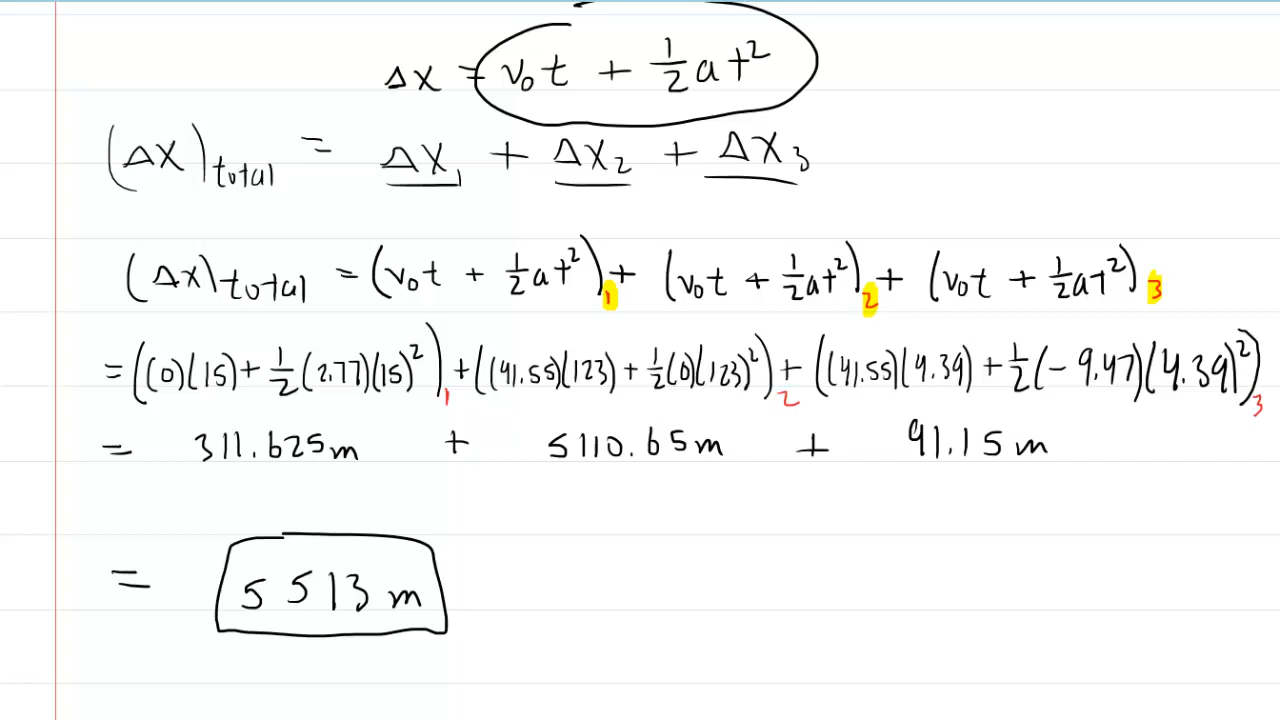 Δx = v₀t + ½at²
(Δx)total = Δx₁ + Δx₂ + Δx₃
(Δx)total = (v₀t + ½at²)₁ + (v₀t + ½at²)₂ + (v₀t + ½at²)₃
= ((0)(15) + ½(2.77)(15)²)₁ + ((41.55)(123) + ½(0)(123)²)₂ + ((41.55)(4.39) + ½(-9.47)(4.39)²)₃
= 311.625m + 5110.65m + 91.15m
= 5513m